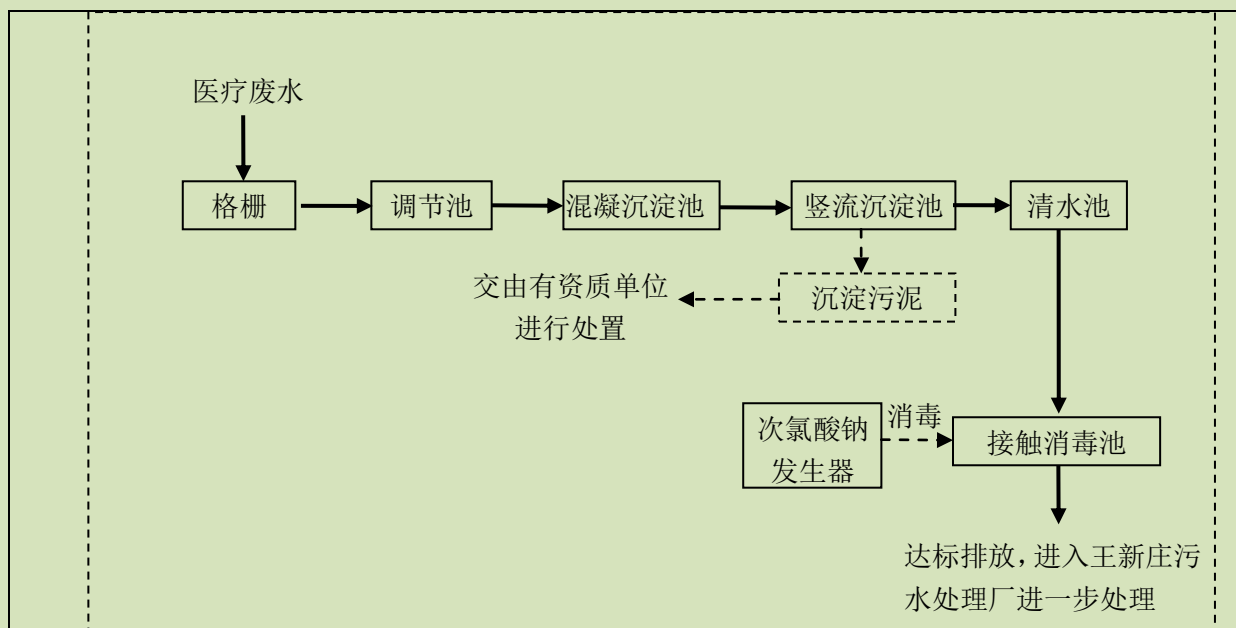 医疗废水
格栅
调节池
混凝沉淀池
竖流沉淀池
清水池
交由有资质单位
进行处置
沉淀污泥
次氯酸钠
发生器
消毒
接触消毒池
达标排放，进入王新庄污
水处理厂进一步处理